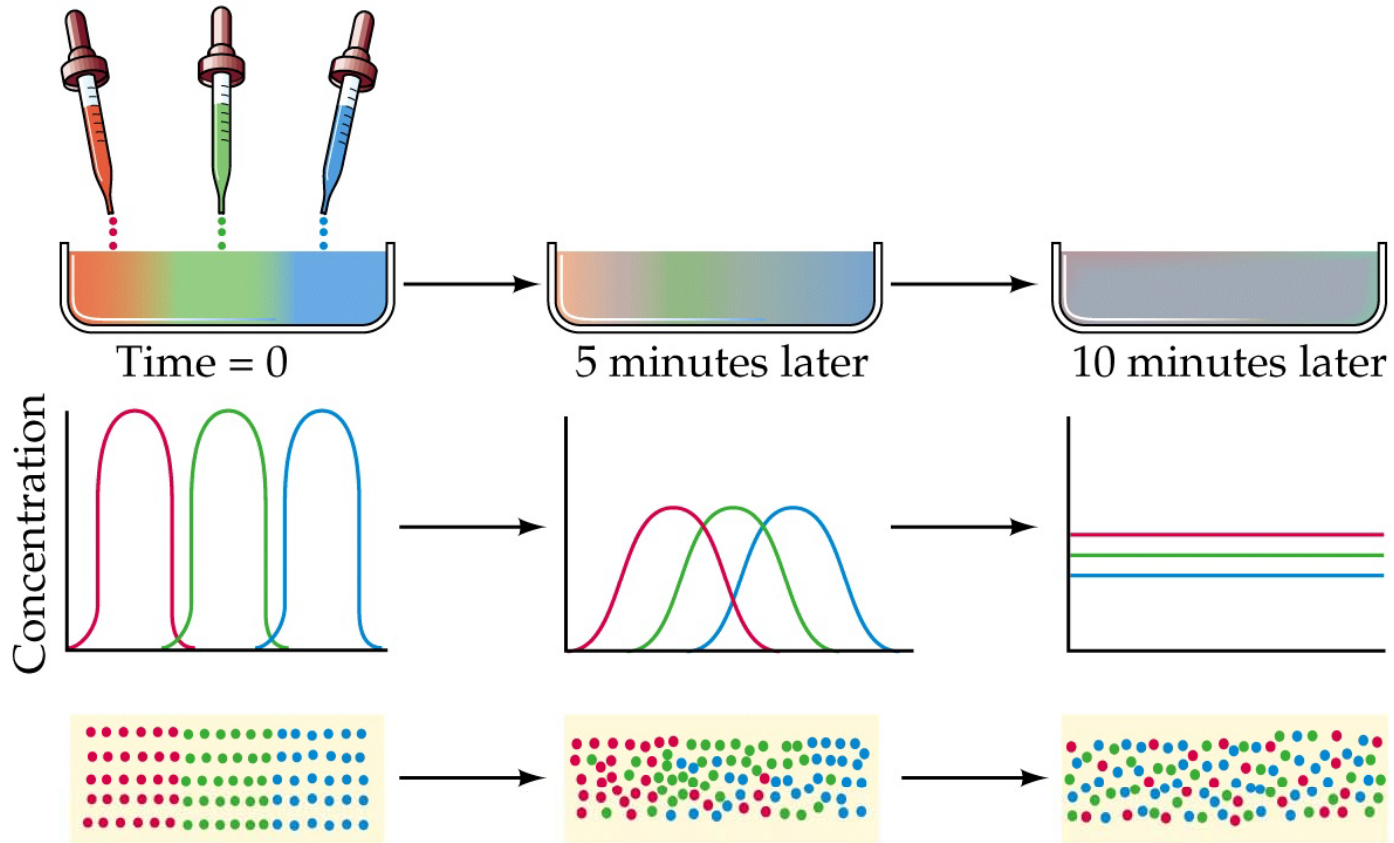 Time = 0
5 minutes later
10 minutes later
Concentration